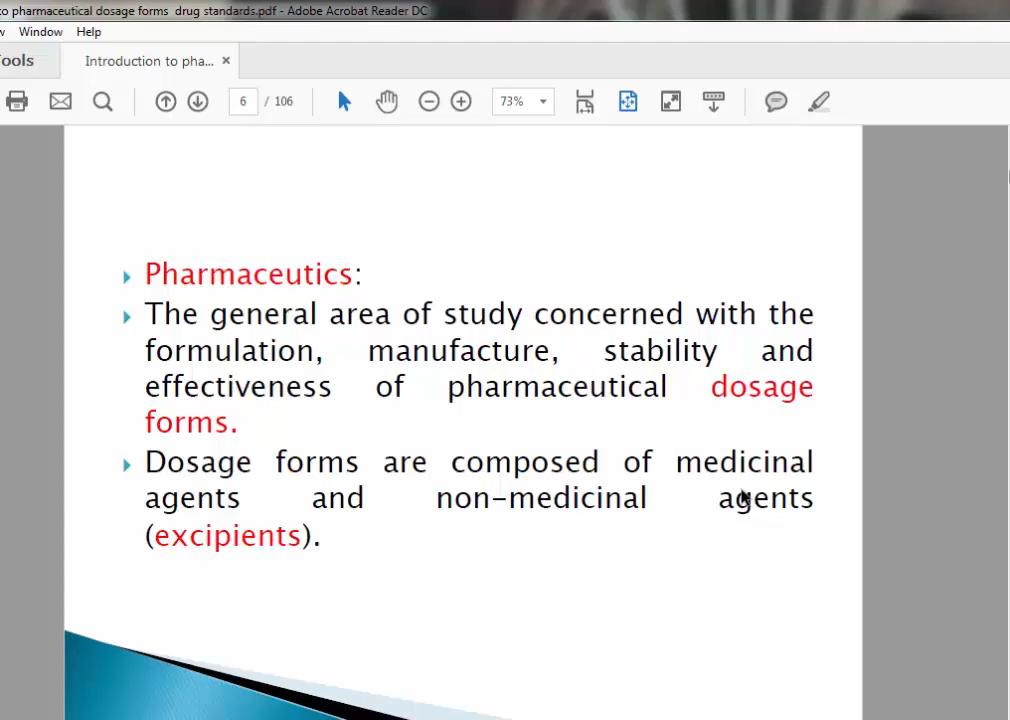 to pharmaceutical dosage forms drug standards.pdf - Adobe Acrobat Reader DC
w Window Help
Tools
Introduction to pha... ×
6 / 106
73%
Pharmaceutics:
The general area of study concerned with the
formulation, manufacture, stability and
effectiveness of pharmaceutical dosage
forms.
Dosage forms are composed of medicinal
agents and non-medicinal agents
(excipients).